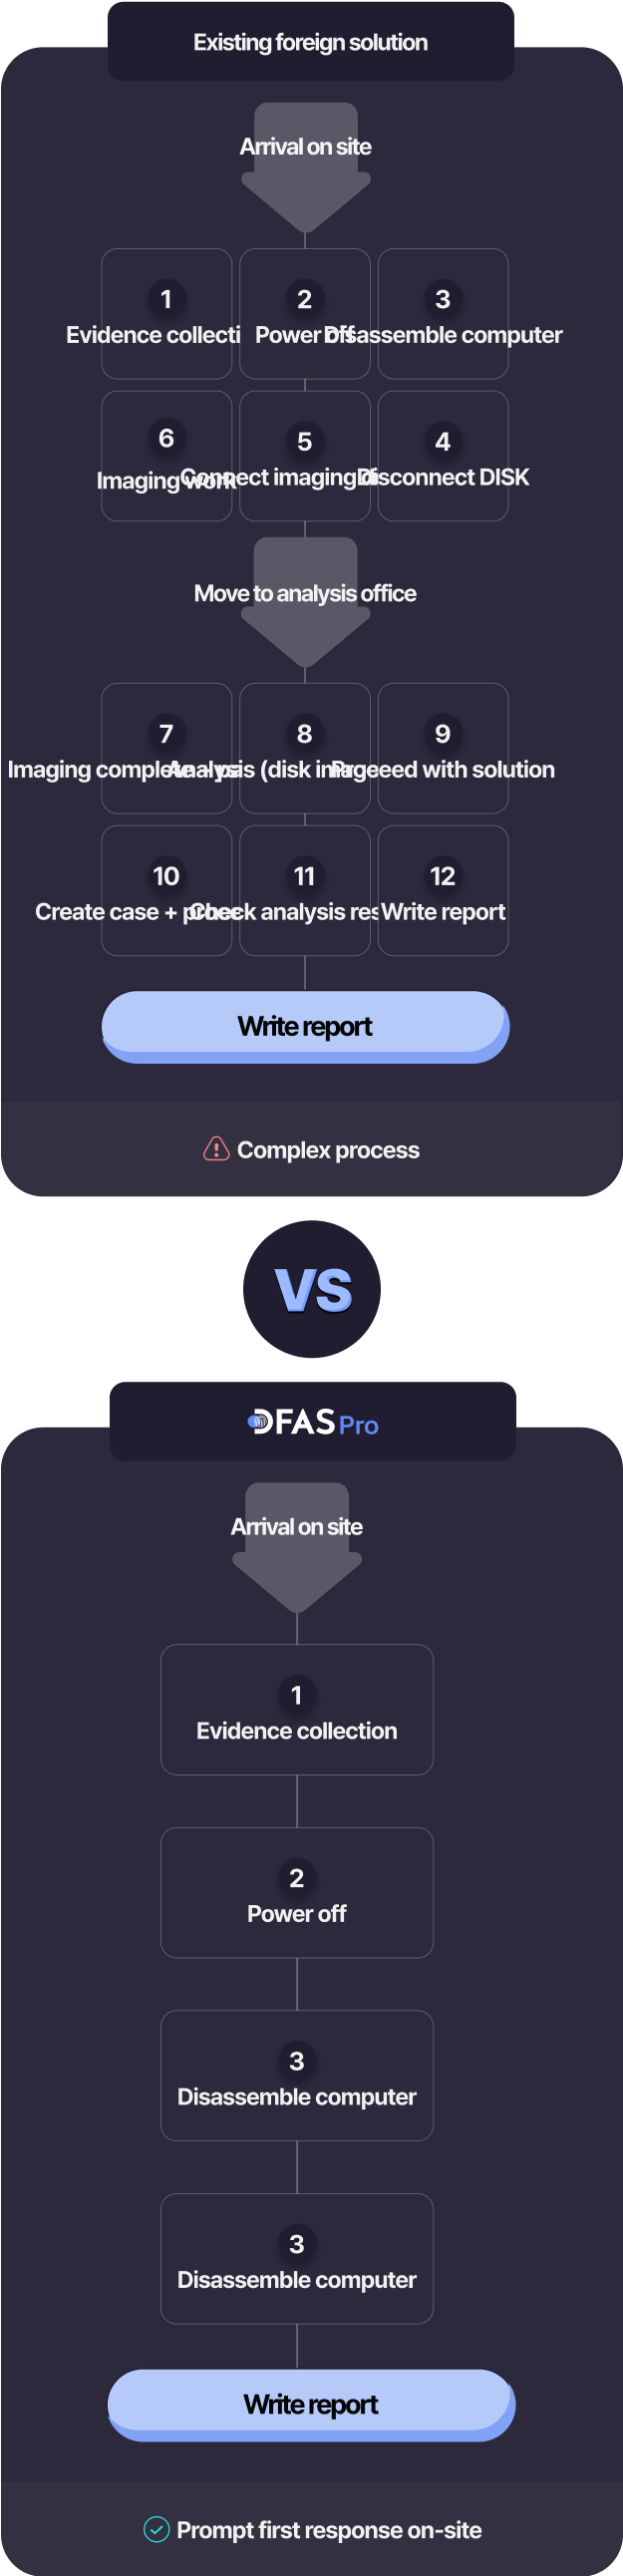 Existing foreign solution
Arrival on site
1
Evidence collecti
2
Power off
3
Disassemble computer
6
Imaging work
5
Connect imaging
4
Disconnect DISK
Move to analysis office
7
Imaging complete
8
Analysis (disk image
9
Proceed with solution
10
Create case +
11
Check analysis res
12
Write report
Write report
Complex process
VS
DFAS Pro
Arrival on site
1
Evidence collection
2
Power off
3
Disassemble computer
3
Disassemble computer
Write report
Prompt first response on-site